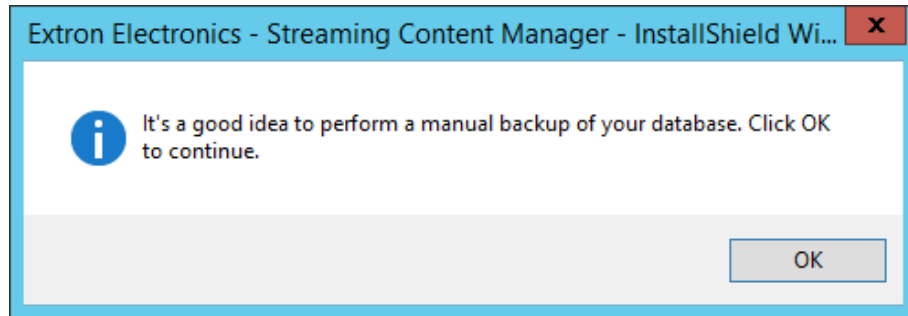 Extron Electronics - Streaming Content Manager - InstallShield Wi...
It's a good idea to perform a manual backup of your database. Click OK
to continue.
OK